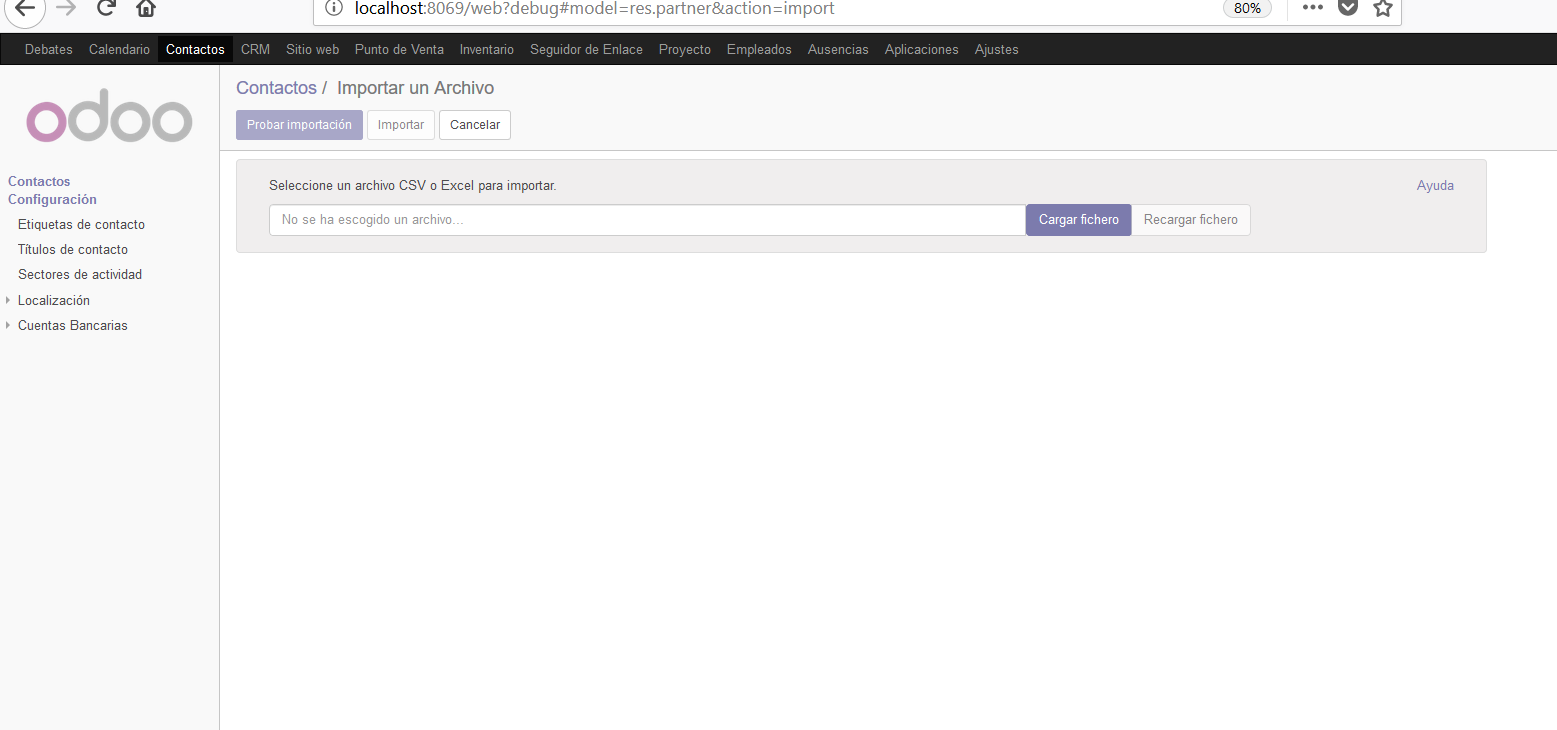 localhost:8069/web?debug#model=res.partner&action=import 80%
Debates Calendario Contactos CRM Sitio web Punto de Venta Inventario Seguidor de Enlace Proyecto Empleados Ausencias Aplicaciones Ajustes
odoo
Contactos
Configuración
Etiquetas de contacto
Títulos de contacto
Sectores de actividad
Localización
Cuentas Bancarias
Contactos / Importar un Archivo
Probar importación Importar Cancelar
Seleccione un archivo CSV o Excel para importar. Ayuda
No se ha escogido un archivo... Cargar fichero Recargar fichero